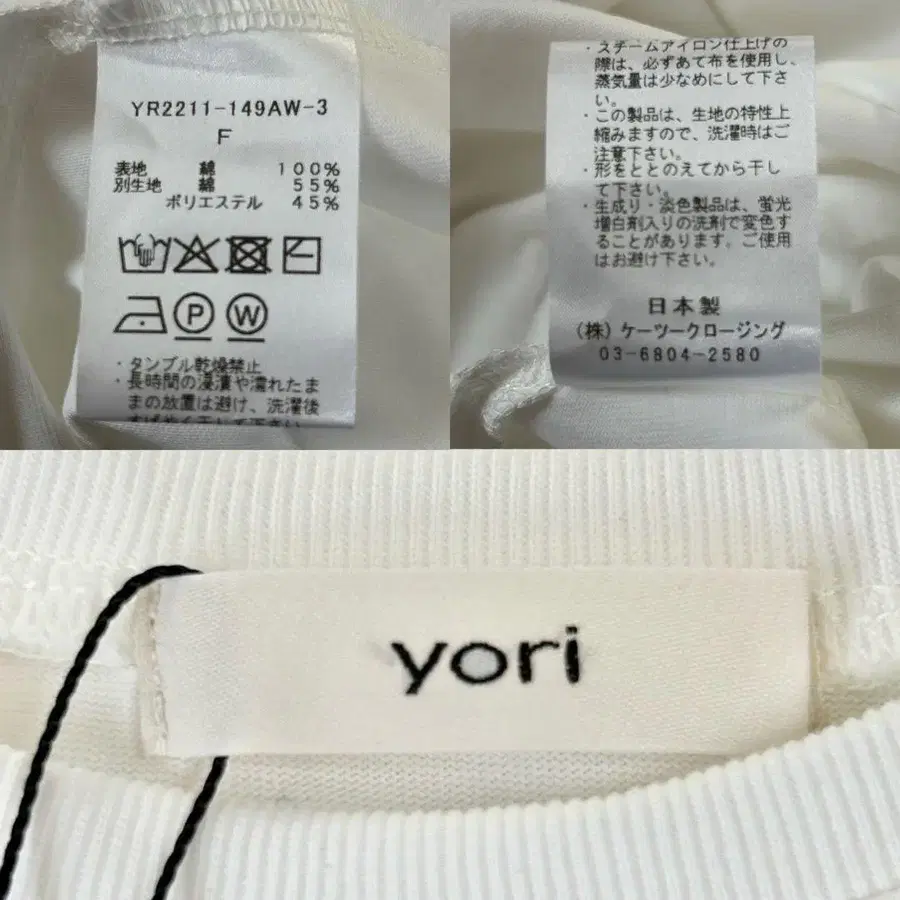 YR2211-149AW-3
F
表地 綿 100%
別生地 綿 55%
ポリエステル 45%
P W
・タンブル乾燥禁止
・長時間の浸漬や濡れたま
まの放置は避け、洗濯後
・スチームアイロン仕上げの
際は、必ずあて布を使用し、
蒸気量は少なめにして下さ
い。
・この製品は、生地の特性上
縮みますので、洗濯時はご
注意下さい。
・形をととのえてから干し
て下さい。
・生成り・淡色製品は、蛍光
増白剤入りの洗剤で変色す
ることがあります。ご使用
はお避け下さい。
日本製
(株)ケーツークロージング
03-6804-2580
yori